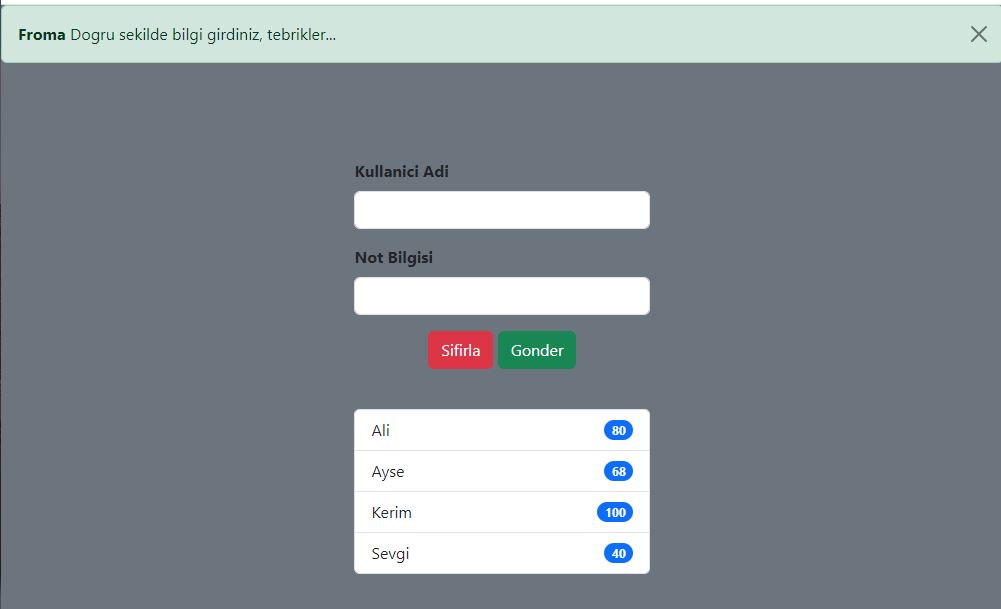 Froma Dogru sekilde bilgi girdiniz, tebrikler...
Kullanici Adi
Not Bilgisi
Sifirla Gonder
Ali 80
Ayse 68
Kerim 100
Sevgi 40